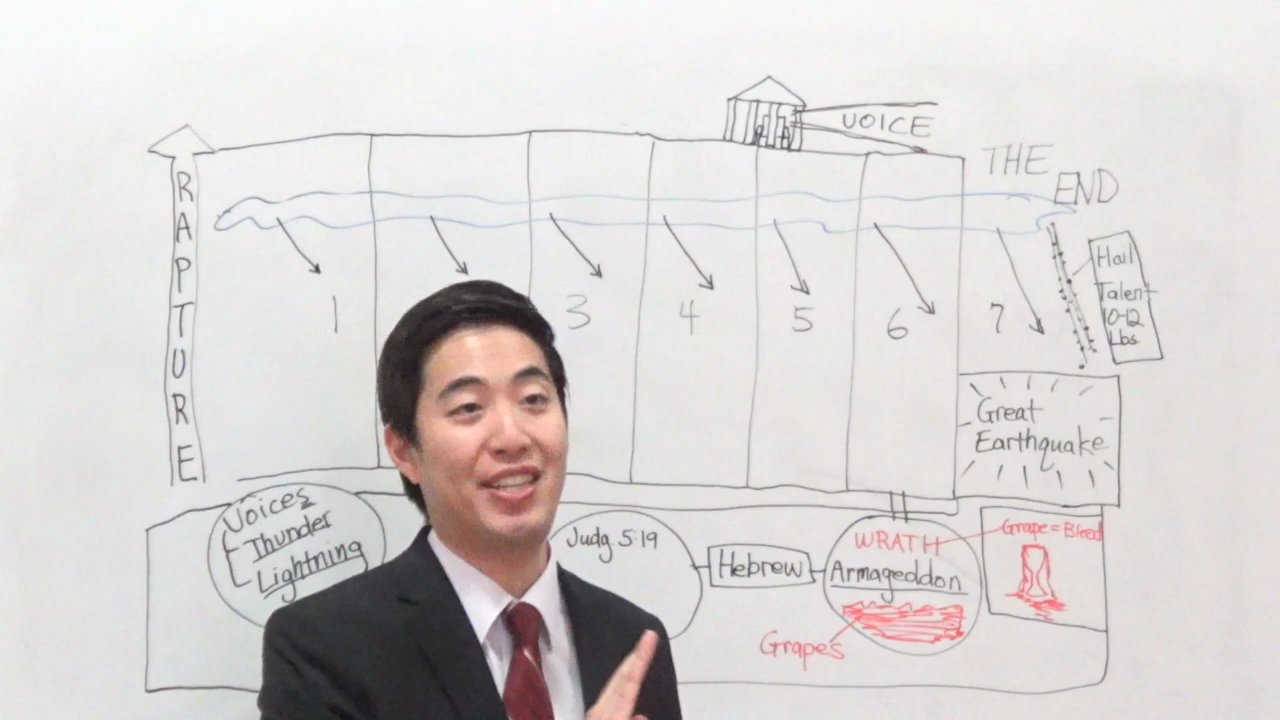 VOICE
THE
END
RAPTURE
1
3
4
5
6
7
Hail
Talent
10-12
Lbs
Great
Earthquake
Voices
Thunder
Lightning
Judg. 5:19
Hebrew
WRATH
Armageddon
Grapes
Grape = Bleed